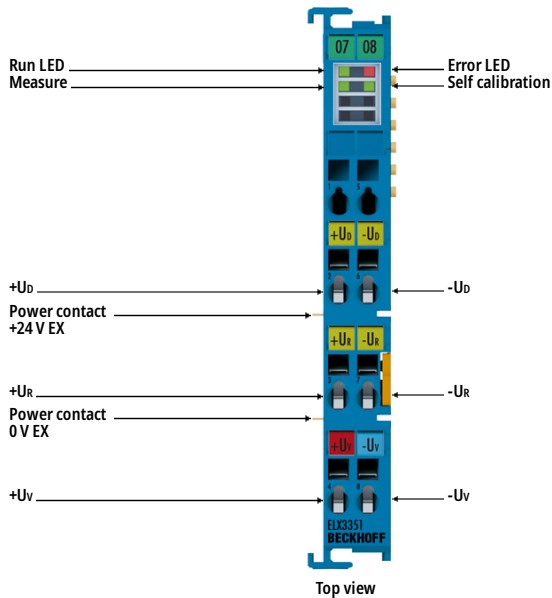 07 08
Run LED
Error LED
Measure
Self calibration
1 5
+UD -UD
2 6
+UD
-UD
Power contact
+24 V EX
+UR -UR
3 7
+UR
-UR
Power contact
0 V EX
+UV -UV
4 8
+UV
-UV
ELX3351
BECKHOFF
Top view